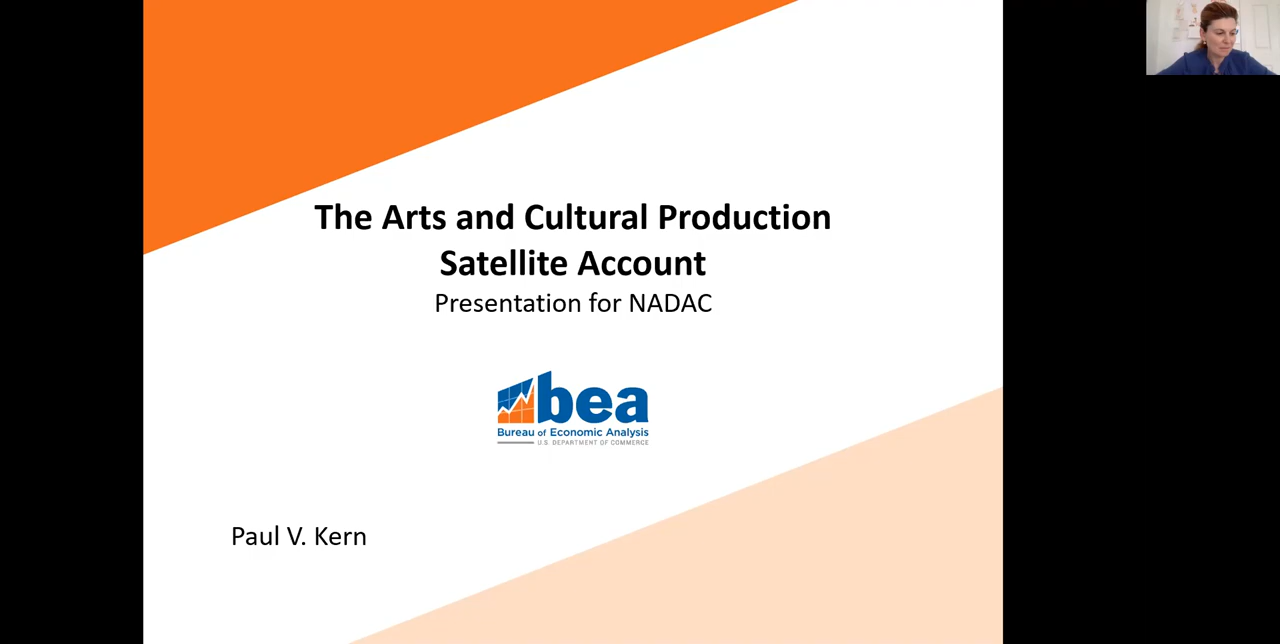 The Arts and Cultural Production
Satellite Account
Presentation for NADAC
bea
Bureau of Economic Analysis
U.S. DEPARTMENT OF COMMERCE
Paul V. Kern